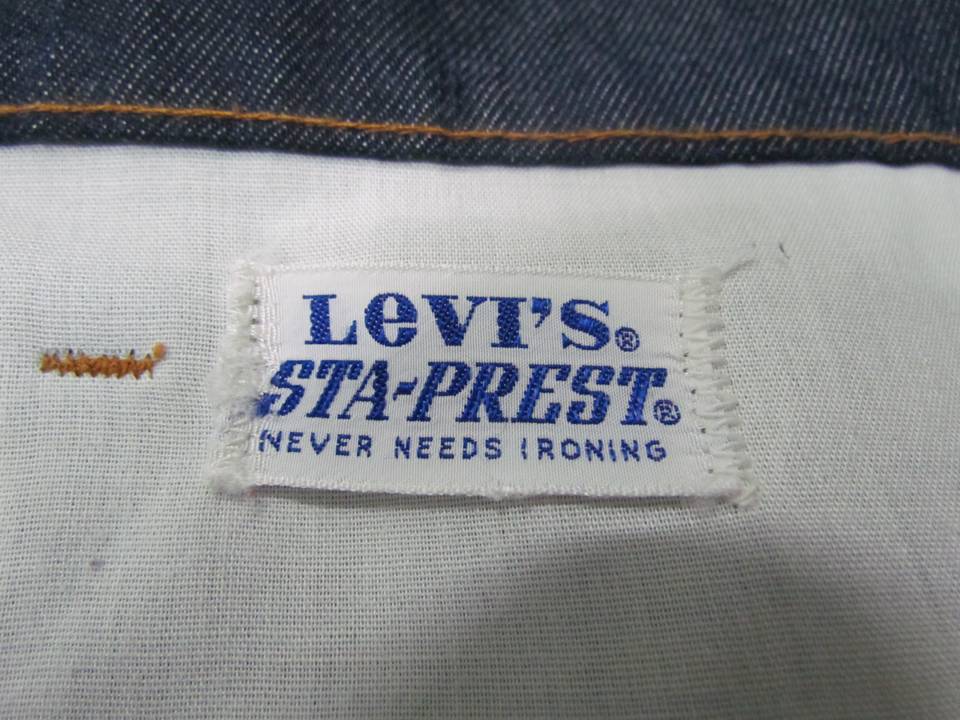 LeVI'S®
STA-PREST®
NEVER NEEDS IRONING